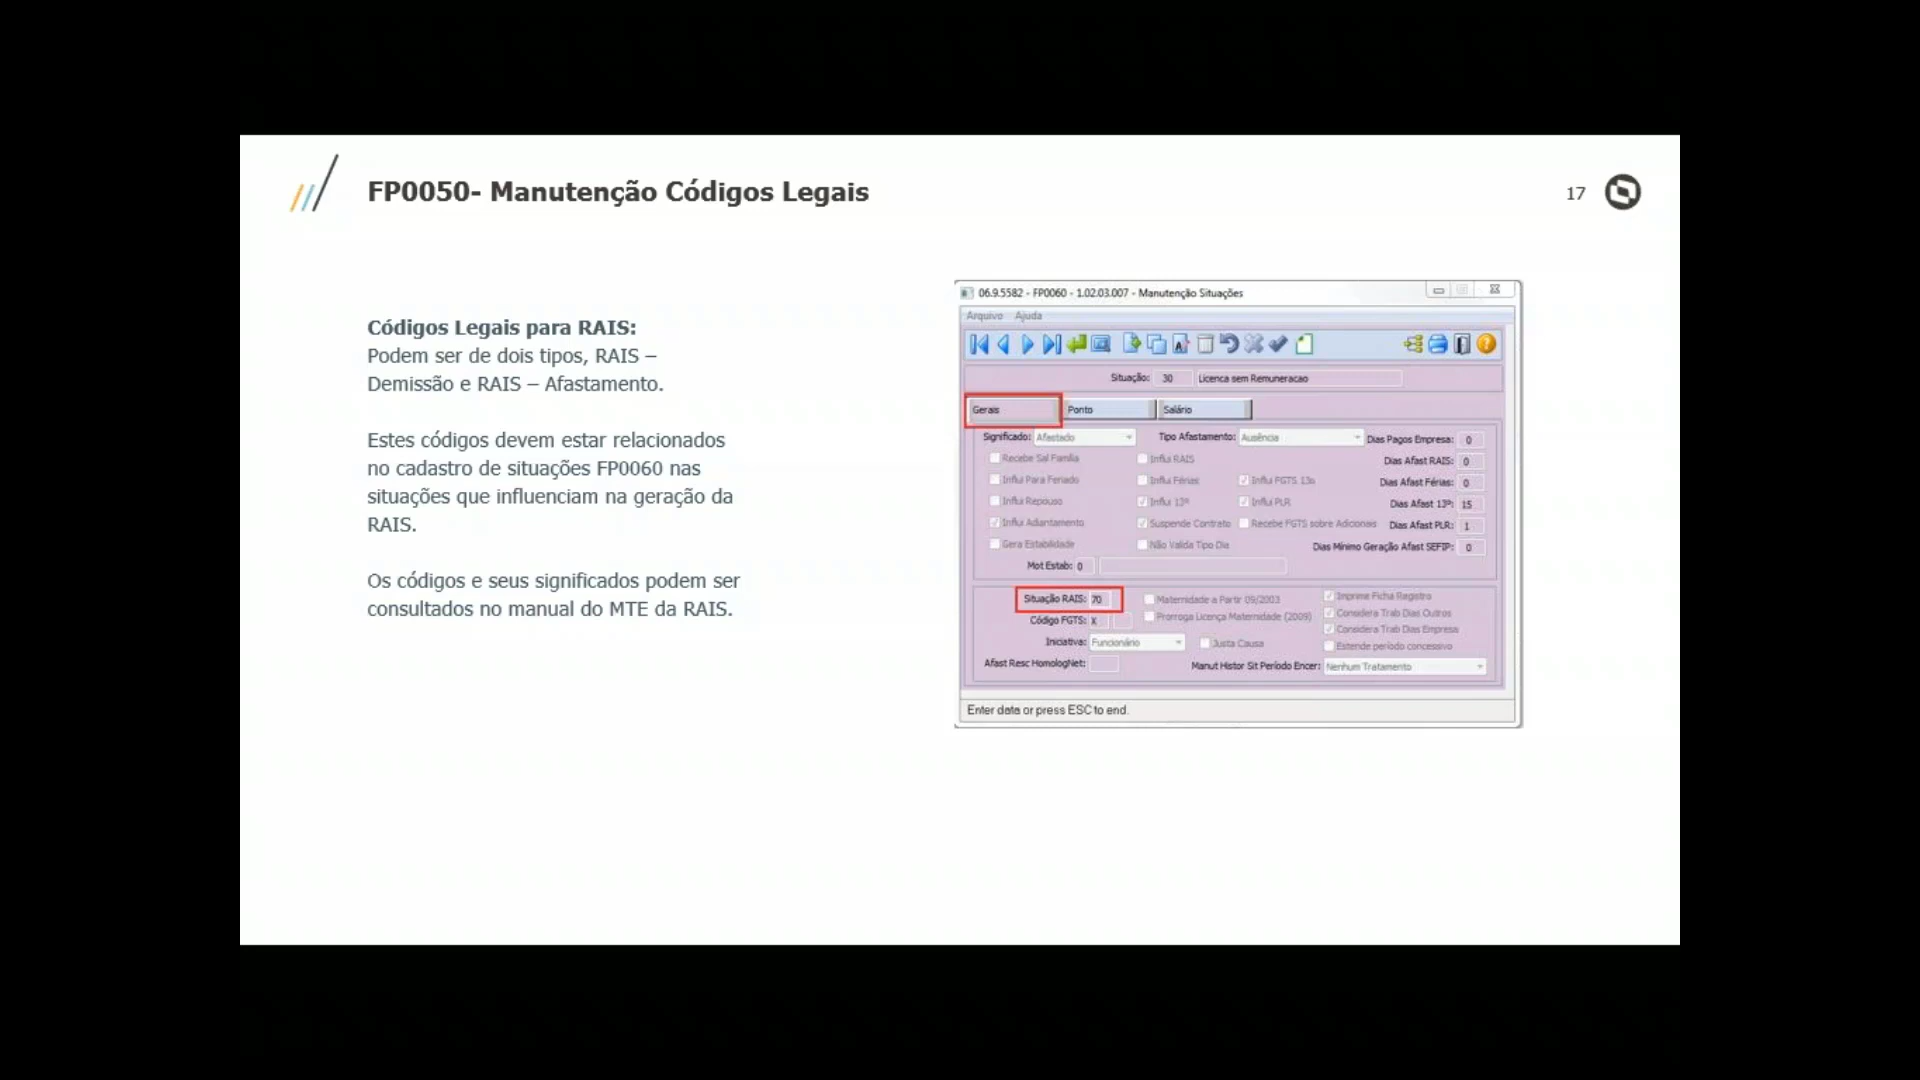 FP0050- Manutenção Códigos Legais
17
Códigos Legais para RAIS:
Podem ser de dois tipos, RAIS –
Demissão e RAIS – Afastamento.
Estes códigos devem estar relacionados
no cadastro de situações FP0060 nas
situações que influenciam na geração da
RAIS.
Os códigos e seus significados podem ser
consultados no manual do MTE da RAIS.
06.9.5582 - FP0060 - 1.02.03.007 - Manutenção Situações
Arquivo Ajuda
Situação: 30 Licenca sem Remuneracao
Gerais Ponto Salário
Significado: Afastado Tipo Afastamento: Ausência Dias Pagos Empresa: 0
Recebe Sal Família Influi RAIS Dias Afast RAIS: 0
Influi Para Feriado Influi Férias Influi FGTS 13o Dias Afast Férias: 0
Influi Repouso Influi 13º Influi PLR Dias Afast 13º: 15
Influi Adiantamento Suspende Contrato Recebe FGTS sobre Adicionais Dias Afast PLR: 1
Gera Estabilidade Não Valida Tipo Dia Dias Mínimo Geração Afast SEFIP: 0
Mot Estab: 0
Situação RAIS: 70 Maternidade a Partir 09/2003 Imprime Ficha Registro
Código FGTS: X Prorroga Licença Maternidade (2009) Considera Trab Dias Outros
Considera Trab Dias Empresa
Iniciativa: Funcionário Justa Causa Estende período concessivo
Afast Resc HomologNet: Manut Histor Sit Período Encer: Nenhum Tratamento
Enter data or press ESC to end.